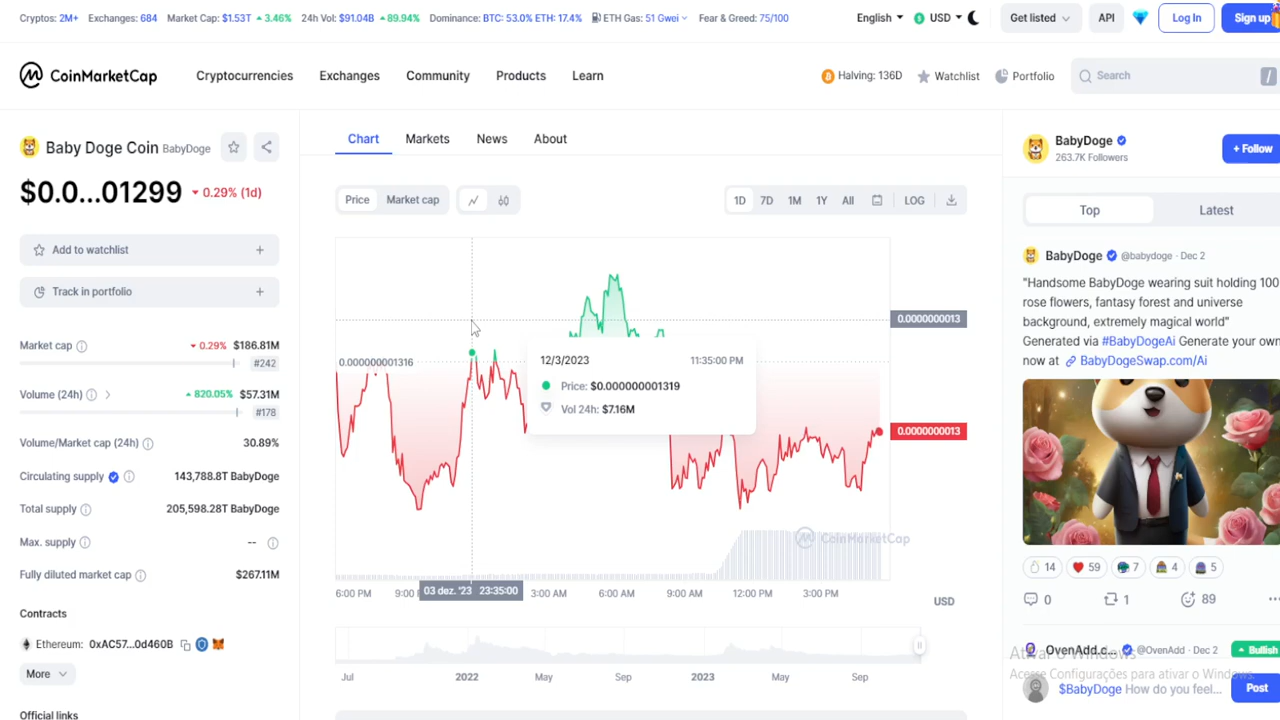 Cryptos: 2M+ Exchanges: 684 Market Cap: $1.53T 3.46% 24h Vol: $91.04B 89.94% Dominance: BTC: 53.0% ETH: 17.4% ETH Gas: 51 Gwei Fear & Greed: 75/100 English USD Get listed API Log In Sign up
CoinMarketCap Cryptocurrencies Exchanges Community Products Learn Halving: 136D Watchlist Portfolio Search /
Baby Doge Coin BabyDoge
$0.0...01299 0.29% (1d)
Add to watchlist +
Track in portfolio +
Market cap 0.29% $186.81M
#242
Volume (24h) 820.05% $57.31M
#178
Volume/Market cap (24h) 30.89%
Circulating supply 143,788.8T BabyDoge
Total supply 205,598.28T BabyDoge
Max. supply --
Fully diluted market cap $267.11M
Contracts
Ethereum: 0xAC57...0d460B
More
Official links
Chart Markets News About
Price Market cap 1D 7D 1M 1Y All LOG
0.0000000013
0.000000001316
12/3/2023 11:35:00 PM
Price: $0.000000001319
Vol 24h: $7.16M
0.0000000013
CoinMarketCap
6:00 PM 9:00 03 dez. '23 23:35:00 3:00 AM 6:00 AM 9:00 AM 12:00 PM 3:00 PM
USD
Jul 2022 May Sep 2023 May Sep
BabyDoge
263.7K Followers
+ Follow
Top Latest
BabyDoge @babydoge · Dec 2
"Handsome BabyDoge wearing suit holding 100
rose flowers, fantasy forest and universe
background, extremely magical world"
Generated via #BabyDogeAi Generate your own
now at BabyDogeSwap.com/Ai
14 59 7 4 5
0 1 89 ...
OvenAdd.c... @OvenAdd · Dec 2 Bullish
Ativar o Windows
Acesse Configurações para ativar o Windows.
$BabyDoge How do you feel... Post